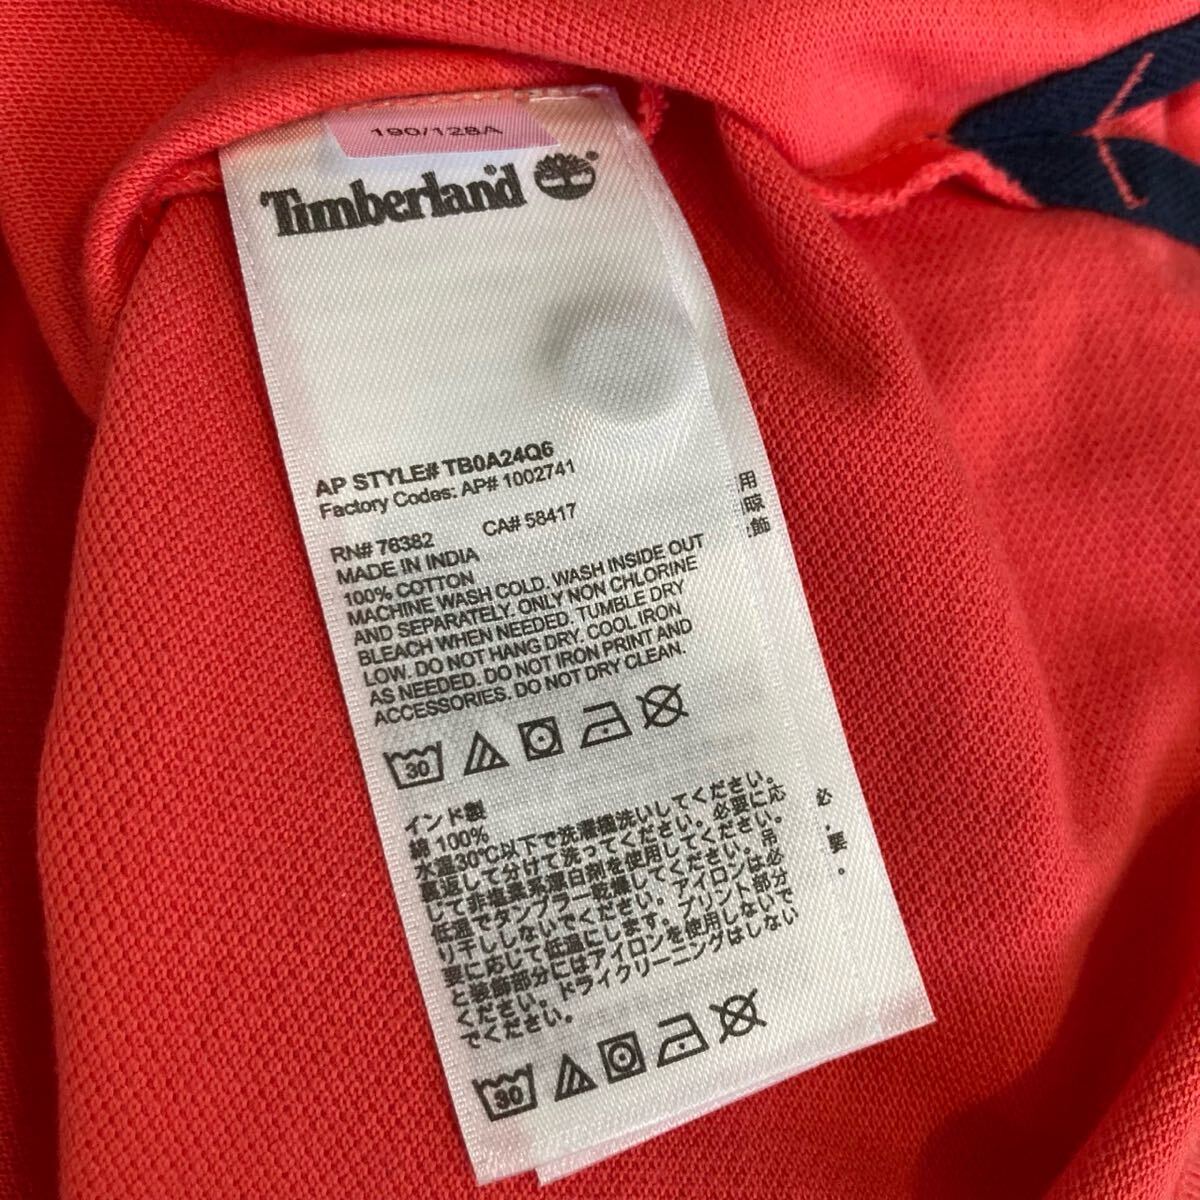 190/128A
Timberland
AP STYLE# TB0A24Q6
Factory Codes: AP# 1002741
RN# 76382 CA# 58417
MADE IN INDIA
100% COTTON
MACHINE WASH COLD. WASH INSIDE OUT
AND SEPARATELY. ONLY NON CHLORINE
BLEACH WHEN NEEDED. TUMBLE DRY
LOW. DO NOT HANG DRY. COOL IRON
AS NEEDED. DO NOT IRON PRINT AND
ACCESSORIES. DO NOT DRY CLEAN.
30
インド製
綿 100%
水温30℃以下で洗濯機洗いしてください。
裏返して分けて洗ってください。必要に応
じて非塩素系漂白剤を使用してください。
低温でタンブラー乾燥してください。吊
り干ししないでください。アイロンは必
要に応じて低温にします。プリント部分
と装飾部分にはアイロンを使用しないで
ください。ドライクリーニングはしない
でください。
30
用
飾
必
要。